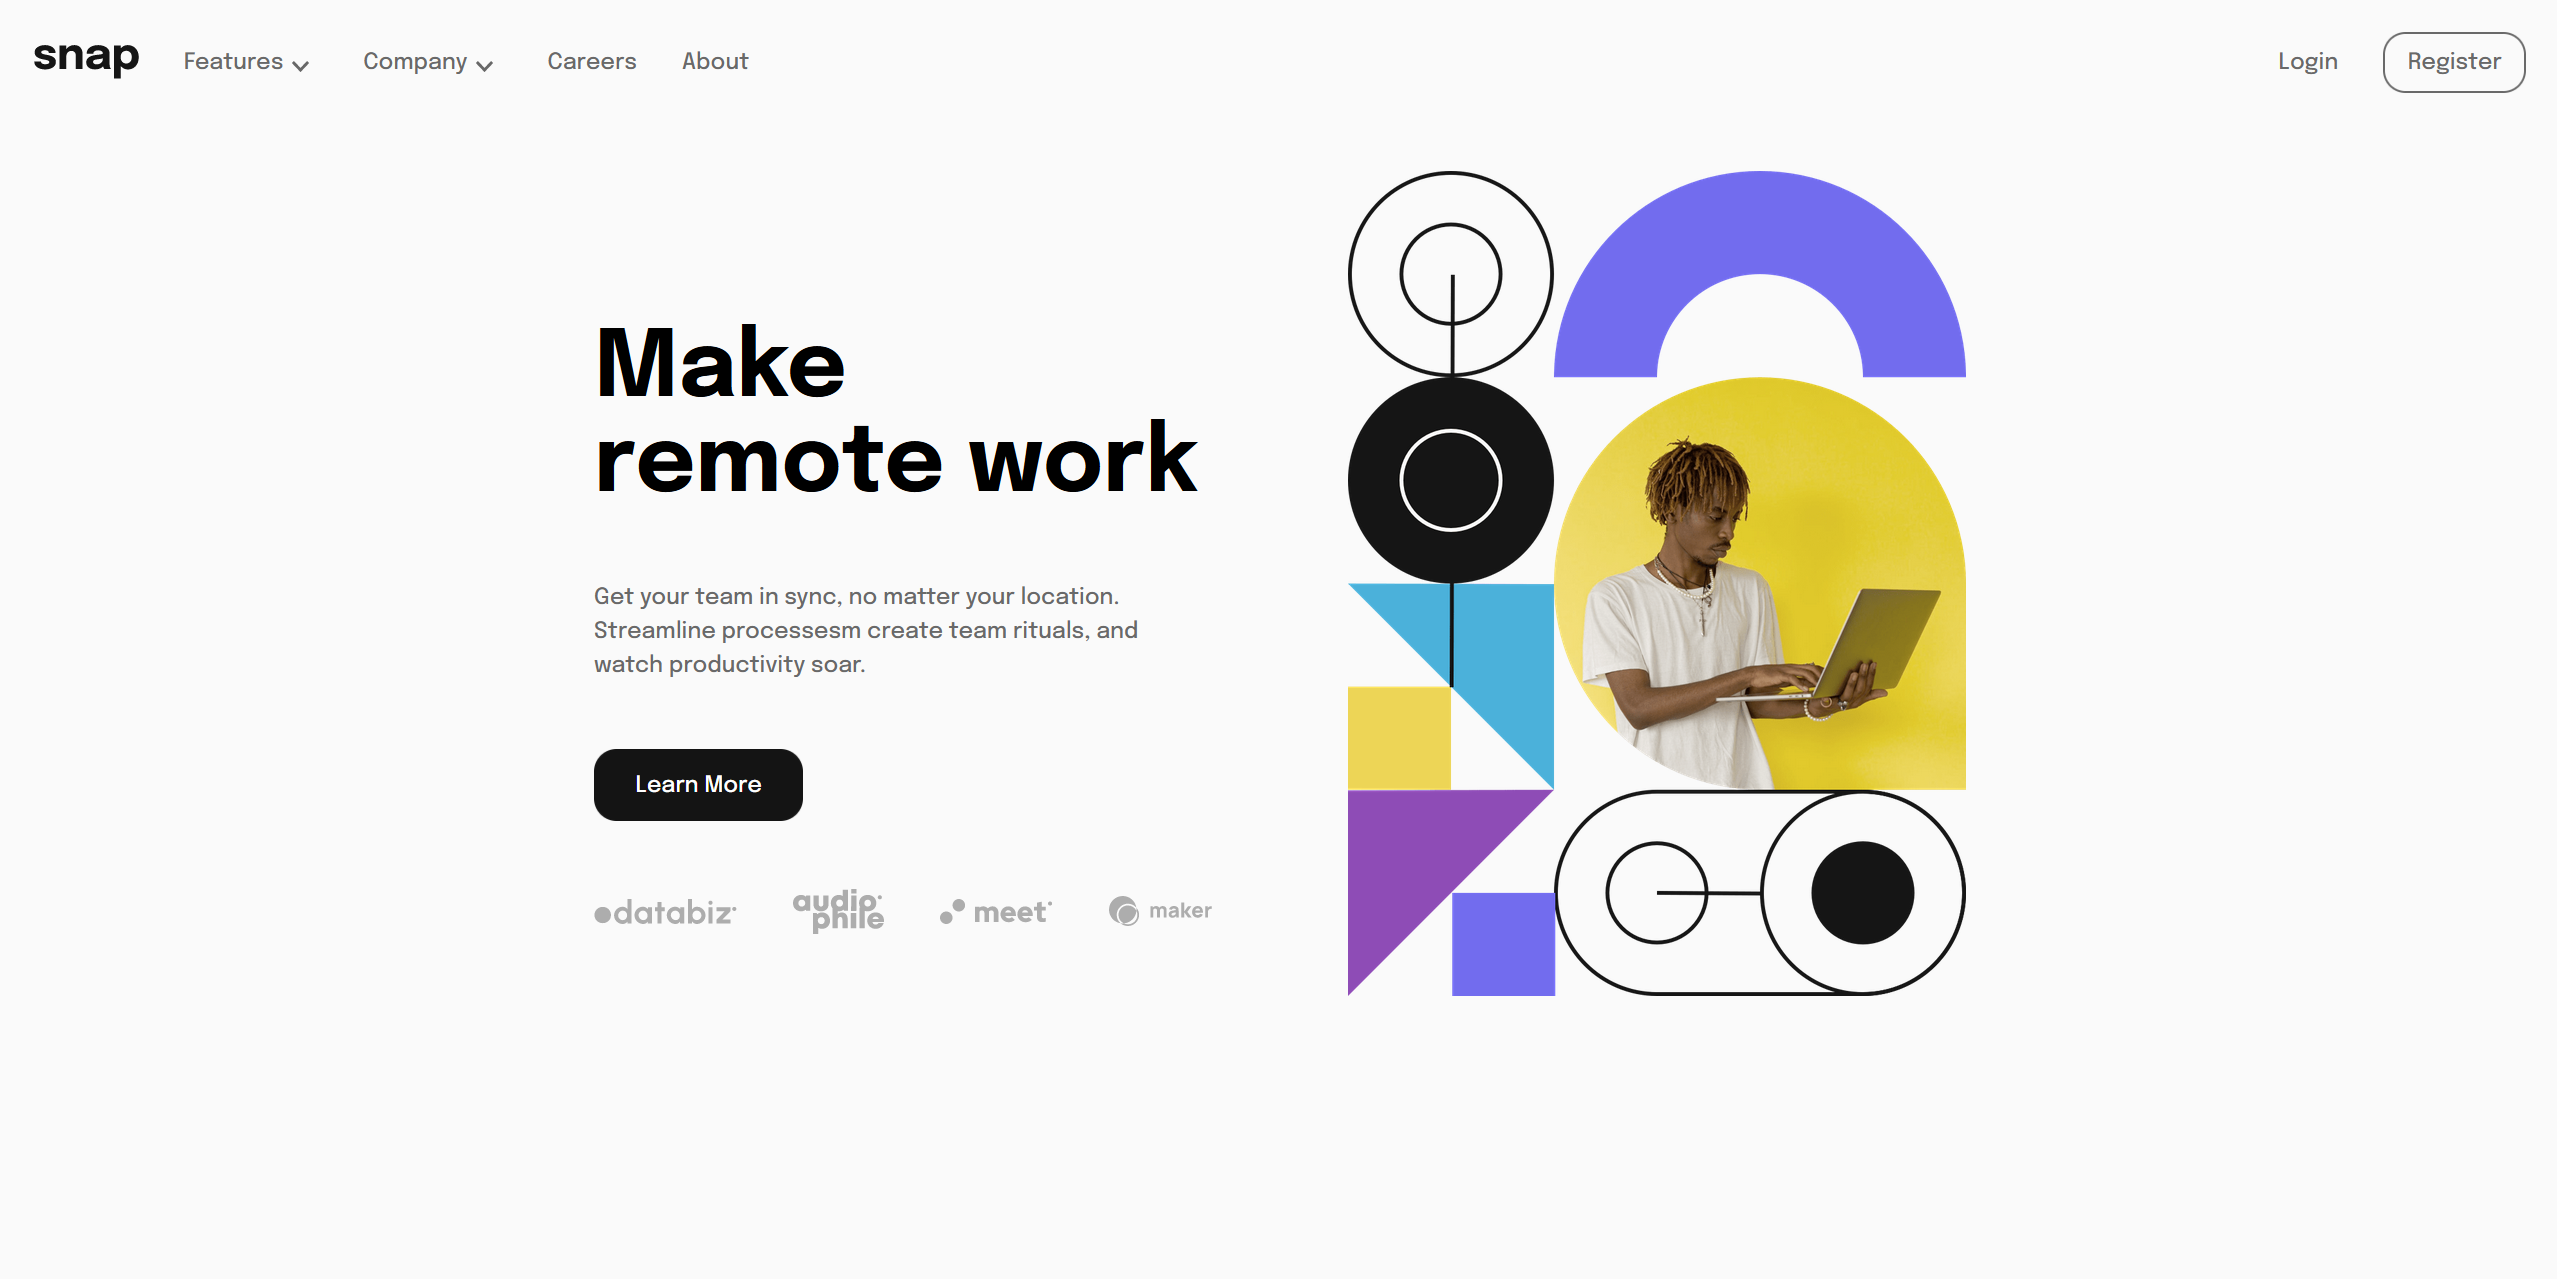 snap
Features
Company
Careers
About
Login
Register
Make
remote work
Get your team in sync, no matter your location.
Streamline processesm create team rituals, and
watch productivity soar.
Learn More
databiz
audiophile
meet
maker